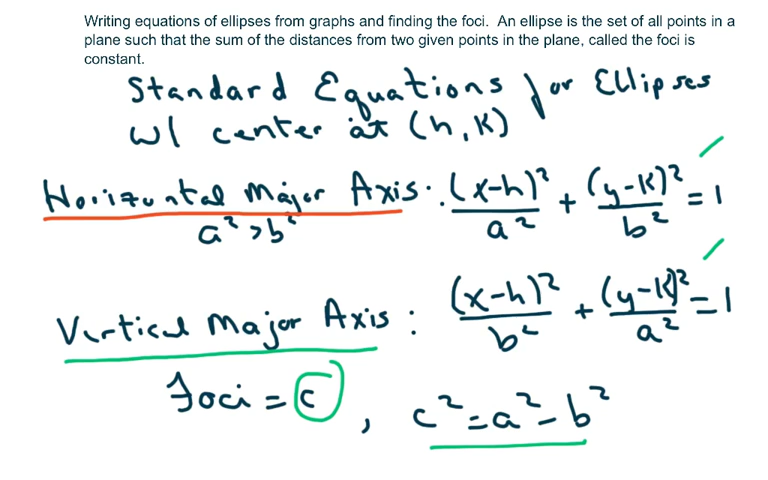 Writing equations of ellipses from graphs and finding the foci. An ellipse is the set of all points in a
plane such that the sum of the distances from two given points in the plane, called the foci is
constant.
Standard Equations for Ellipses
w/ center at (h,k)
Horizontal Major Axis: (x-h)²/a² + (y-k)²/b² = 1
a² > b²
Vertical Major Axis: (x-h)²/b² + (y-k)²/a² = 1
foci = c, c² = a² - b²